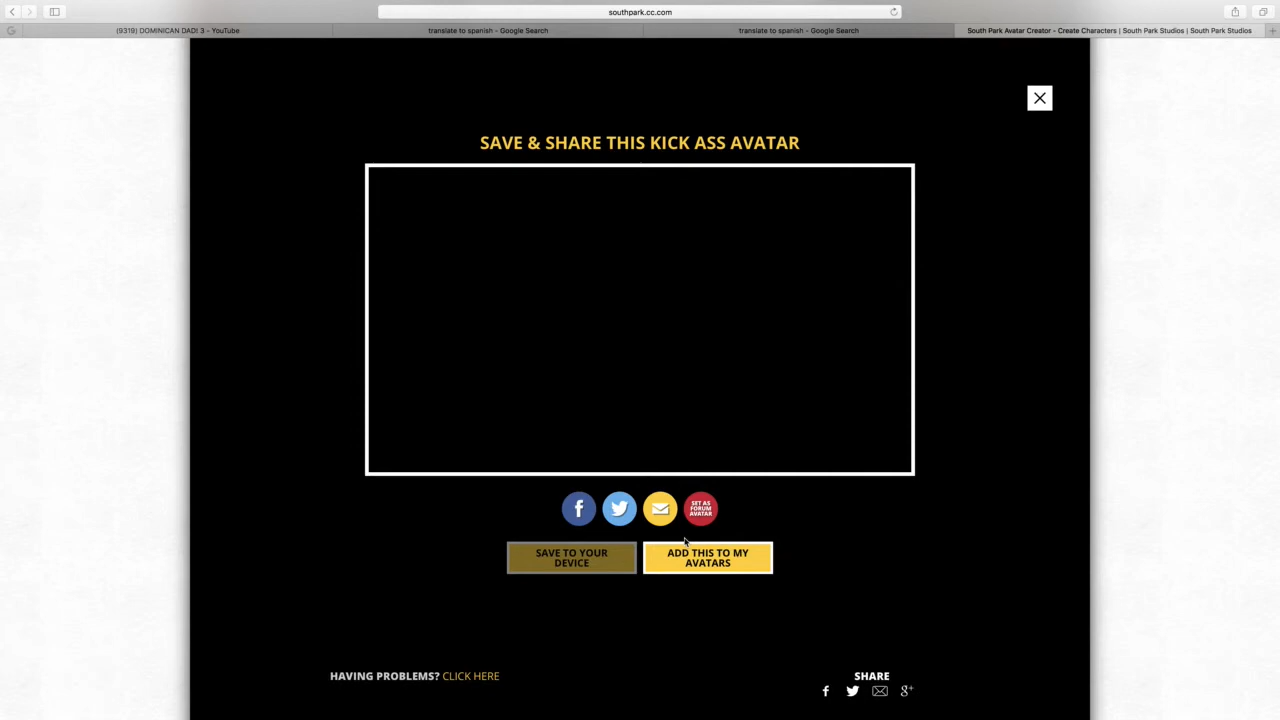 southpark.cc.com
(9319) DOMINICAN DAD! 3 - YouTube
translate to spanish - Google Search
translate to spanish - Google Search
South Park Avatar Creator - Create Characters | South Park Studios | South Park Studios
SAVE & SHARE THIS KICK ASS AVATAR
SET AS
FORUM
AVATAR
SAVE TO YOUR
DEVICE
ADD THIS TO MY
AVATARS
HAVING PROBLEMS? CLICK HERE
SHARE